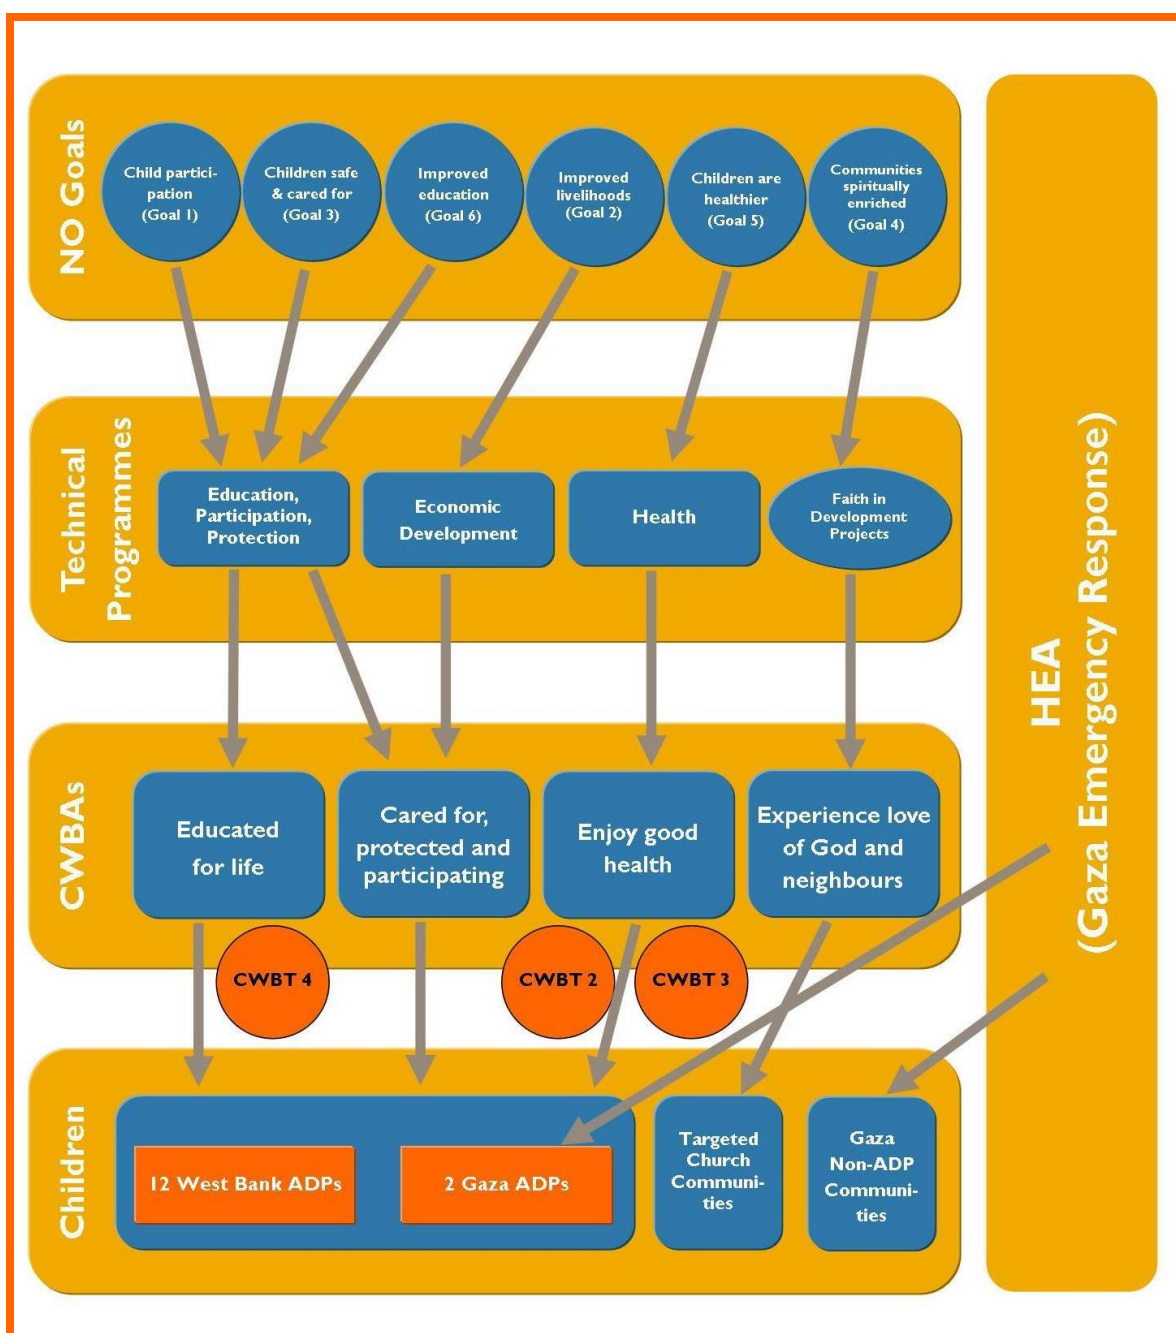 NO Goals
Child partici-
pation
(Goal 1)
Children safe
& cared for
(Goal 3)
Improved
education
(Goal 6)
Improved
livelihoods
(Goal 2)
Children are
healthier
(Goal 5)
Communities
spiritually
enriched
(Goal 4)
Technical
Programmes
Education,
Participation,
Protection
Economic
Development
Health
Faith in
Development
Projects
CWBAs
Educated
for life
Cared for,
protected and
participating
Enjoy good
health
Experience love
of God and
neighbours
CWBT 4
CWBT 2
CWBT 3
Children
12 West Bank ADPs
2 Gaza ADPs
Targeted
Church
Communi-
ties
Gaza
Non-ADP
Communi-
ties
HEA
(Gaza Emergency Response)